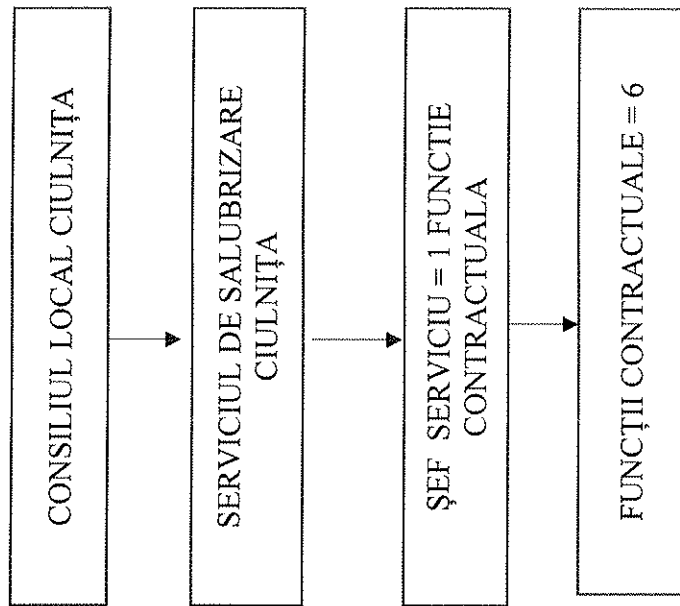 CONSILIUL LOCAL CIULNIȚA
SERVICIUL DE SALUBRIZARE
CIULNIȚA
ŞEF SERVICIU = 1 FUNCTIE
CONTRACTUALA
FUNCȚII CONTRACTUALE = 6